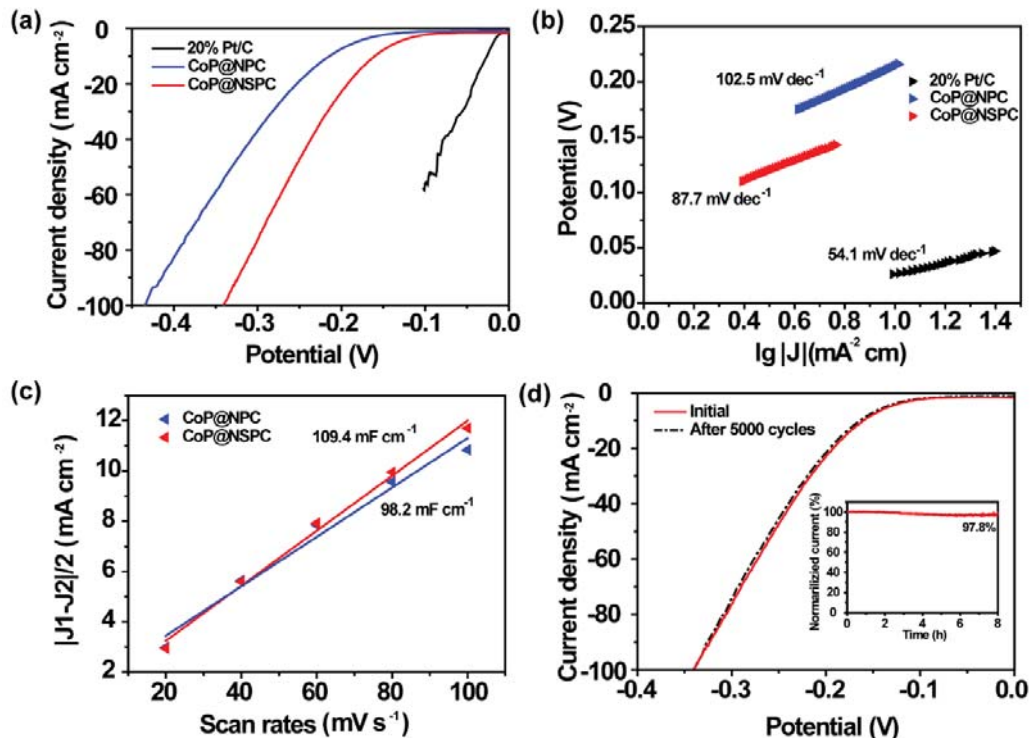 (a)
0
-20
-40
-60
-80
-100
-0.4
-0.3
-0.2
-0.1
0.0
Current density (mA cm⁻²)
Potential (V)
20% Pt/C
CoP@NPC
CoP@NSPC
(b)
0.25
0.20
0.15
0.10
0.05
0.00
0.0
0.2
0.4
0.6
0.8
1.0
1.2
1.4
Potential (V)
lg |J|(mA⁻² cm)
102.5 mV dec⁻¹
87.7 mV dec⁻¹
54.1 mV dec⁻¹
20% Pt/C
CoP@NPC
CoP@NSPC
(c)
12
10
8
6
4
2
20
40
60
80
100
|J1-J2|/2 (mA cm⁻²)
Scan rates (mV s⁻¹)
CoP@NPC
CoP@NSPC
109.4 mF cm⁻¹
98.2 mF cm⁻¹
(d)
0
-20
-40
-60
-80
-100
-0.4
-0.3
-0.2
-0.1
0.0
Current density (mA cm⁻²)
Potential (V)
Initial
After 5000 cycles
Normarilizied current (%)
100
80
60
40
20
0
0
2
4
6
8
Time (h)
97.8%